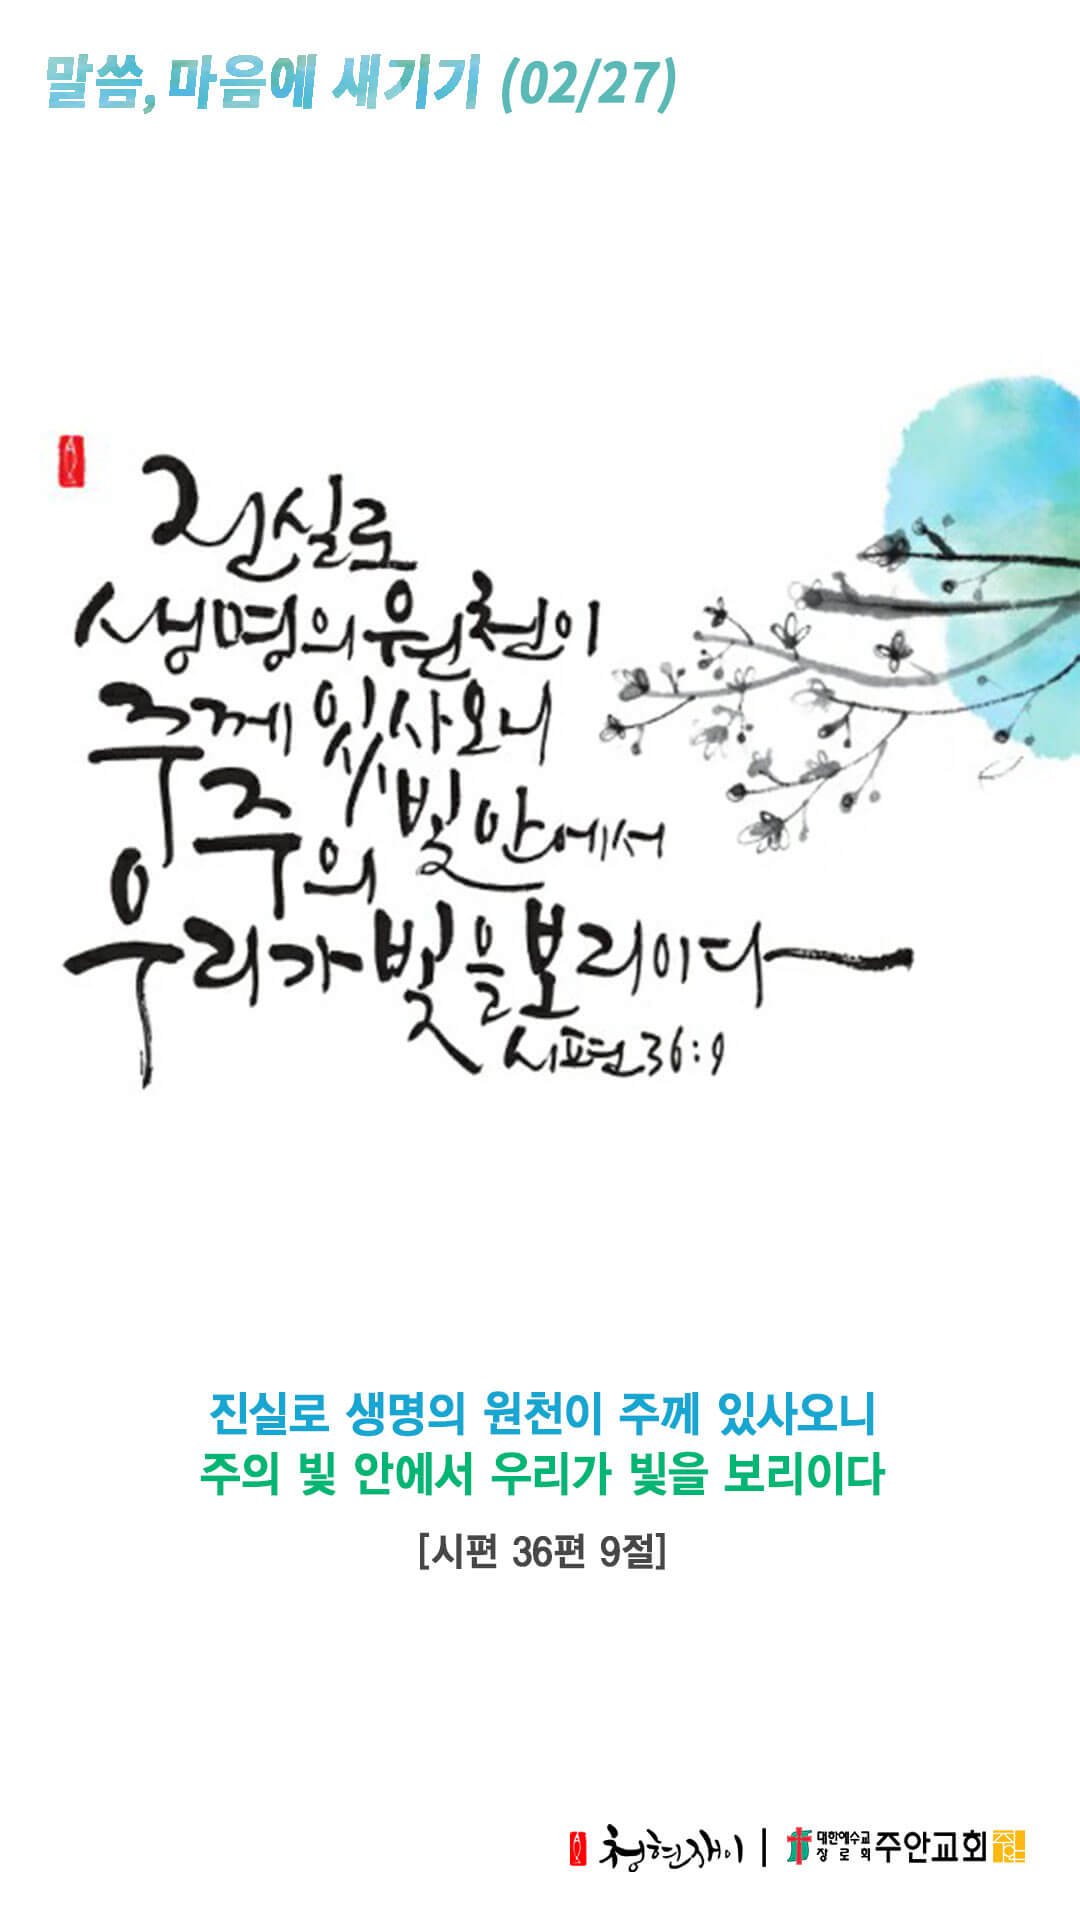 말씀, 마음에 새기기 (02/27)
진실로
생명의 원천이
주께 있사오니
주의 빛 안에서
우리가 빛을 보리이다
시편 36:9
진실로 생명의 원천이 주께 있사오니
주의 빛 안에서 우리가 빛을 보리이다
[시편 36편 9절]
청현재이 | 대한예수교 장로회 주안교회